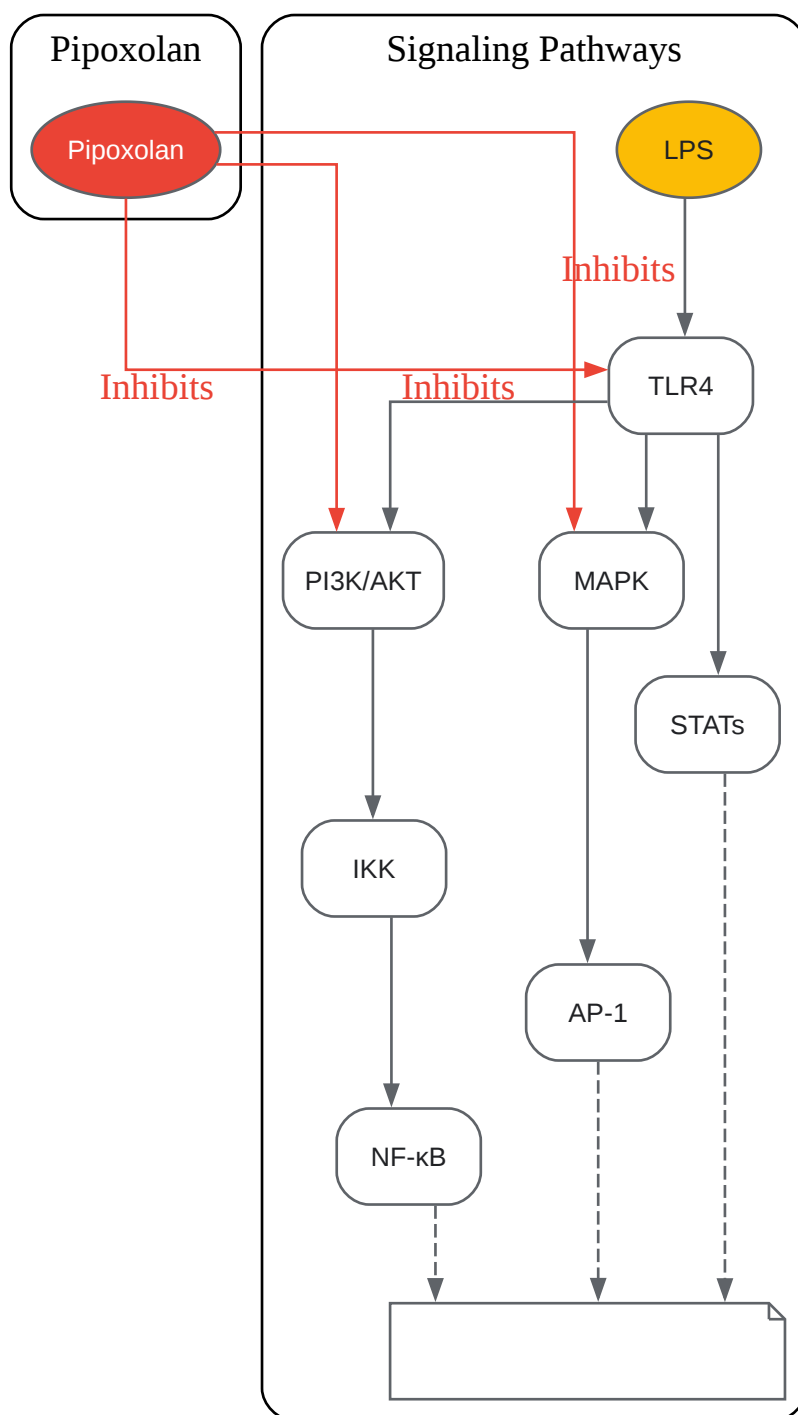 Pipoxolan
Signaling Pathways
Pipoxolan
LPS
Inhibits
Inhibits
Inhibits
TLR4
PI3K/AKT
MAPK
STATs
IKK
AP-1
NF-κB